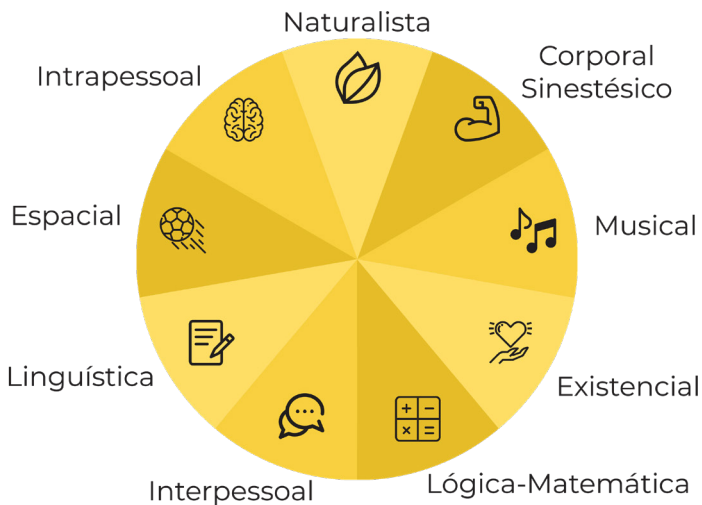 Naturalista
Corporal
Sinestésico
Musical
Existencial
Lógica-Matemática
Interpessoal
Linguística
Espacial
Intrapessoal